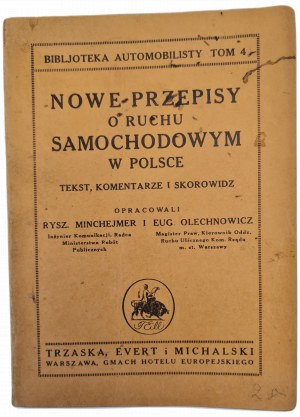 BIBLJOTEKA AUTOMOBILISTY TOM 4
NOWE PRZEPISY
O RUCHU
SAMOCHODOWYM
W POLSCE
TEKST, KOMENTARZE I SKOROWIDZ
OPRACOWALI
RYSZ. MINCHEJMER I EUG. OLECHNOWICZ
Inżynier Komunikacji, Radca
Ministerstwa Robót
Publicznych
Magister Praw, Kierownik Oddz.
Ruchu Ulicznego Kom. Rządu
m. st. Warszawy
TEM
TRZASKA, EVERT I MICHALSKI
WARSZAWA, GMACH HOTELU EUROPEJSKIEGO